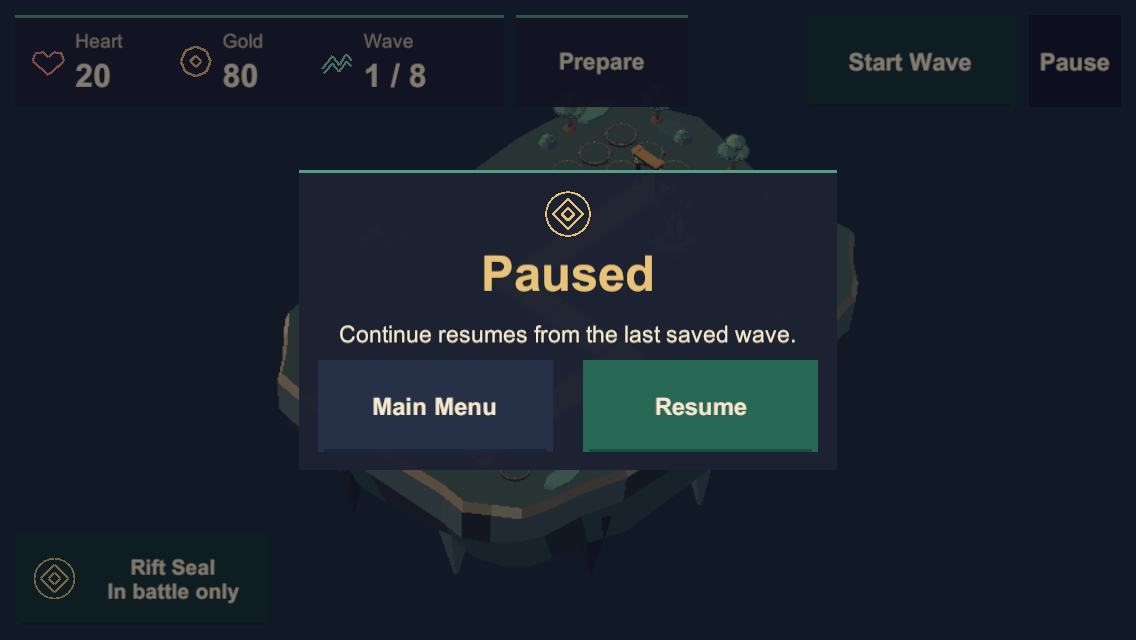 Heart
20
Gold
80
Wave
1 / 8
Prepare
Start Wave
Pause
Paused
Continue resumes from the last saved wave.
Main Menu
Resume
Rift Seal
In battle only